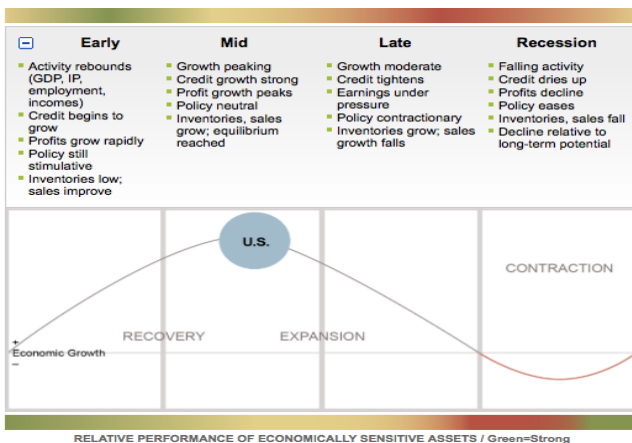 Early
Activity rebounds
(GDP, IP,
employment,
incomes)
Credit begins to
grow
Profits grow rapidly
Policy still
stimulative
Inventories low;
sales improve
Mid
Growth peaking
Credit growth strong
Profit growth peaks
Policy neutral
Inventories, sales
grow; equilibrium
reached
Late
Growth moderate
Credit tightens
Earnings under
pressure
Policy contractionary
Inventories grow; sales
growth falls
Recession
Falling activity
Credit dries up
Profits decline
Policy eases
Inventories, sales fall
Decline relative to
long-term potential
U.S.
CONTRACTION
RECOVERY
EXPANSION
+
Economic Growth
–
RELATIVE PERFORMANCE OF ECONOMICALLY SENSITIVE ASSETS / Green=Strong